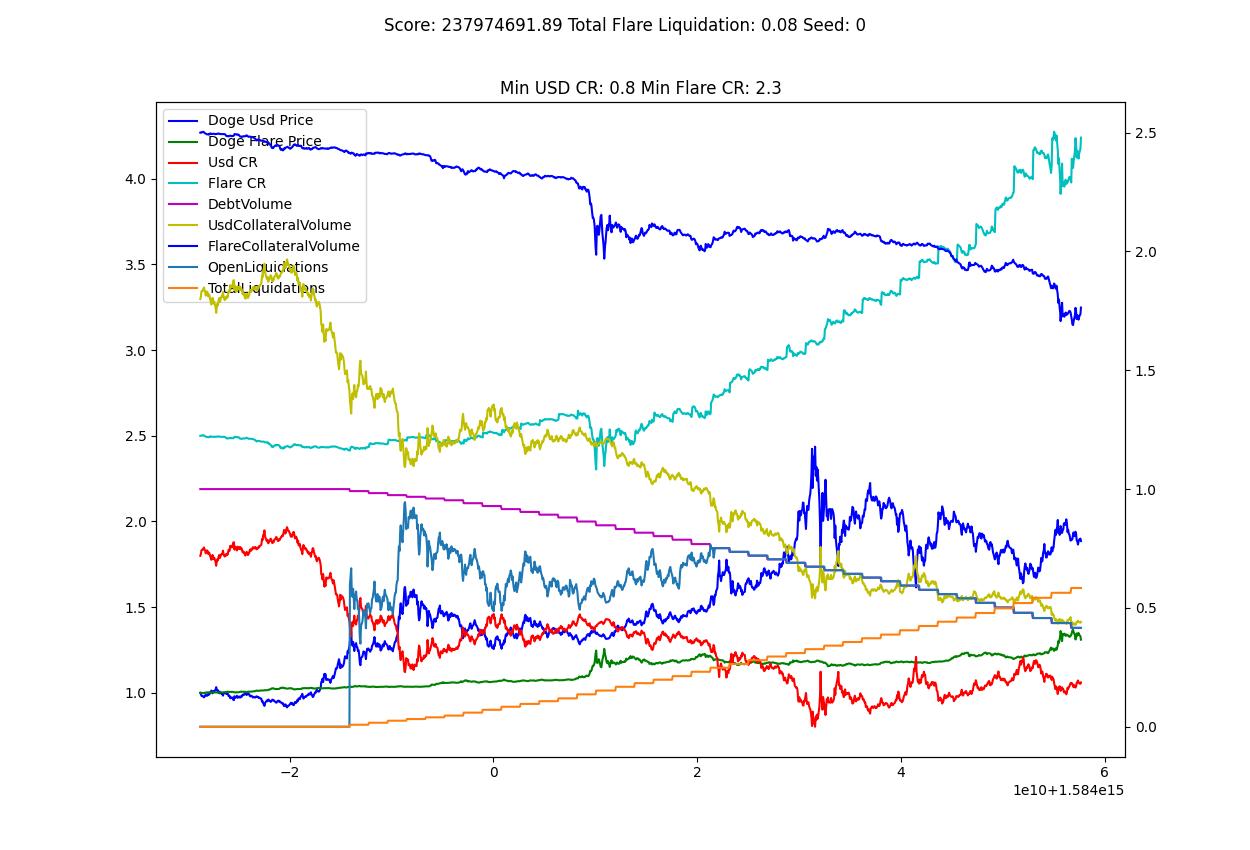 Score: 237974691.89 Total Flare Liquidation: 0.08 Seed: 0
Min USD CR: 0.8 Min Flare CR: 2.3
Doge Usd Price
Doge Flare Price
Usd CR
Flare CR
DebtVolume
UsdCollateralVolume
FlareCollateralVolume
OpenLiquidations
TotalLiquidations
4.0
3.5
3.0
2.5
2.0
1.5
1.0
2.5
2.0
1.5
1.0
0.5
0.0
−2
0
2
4
6
1e10+1.584e15